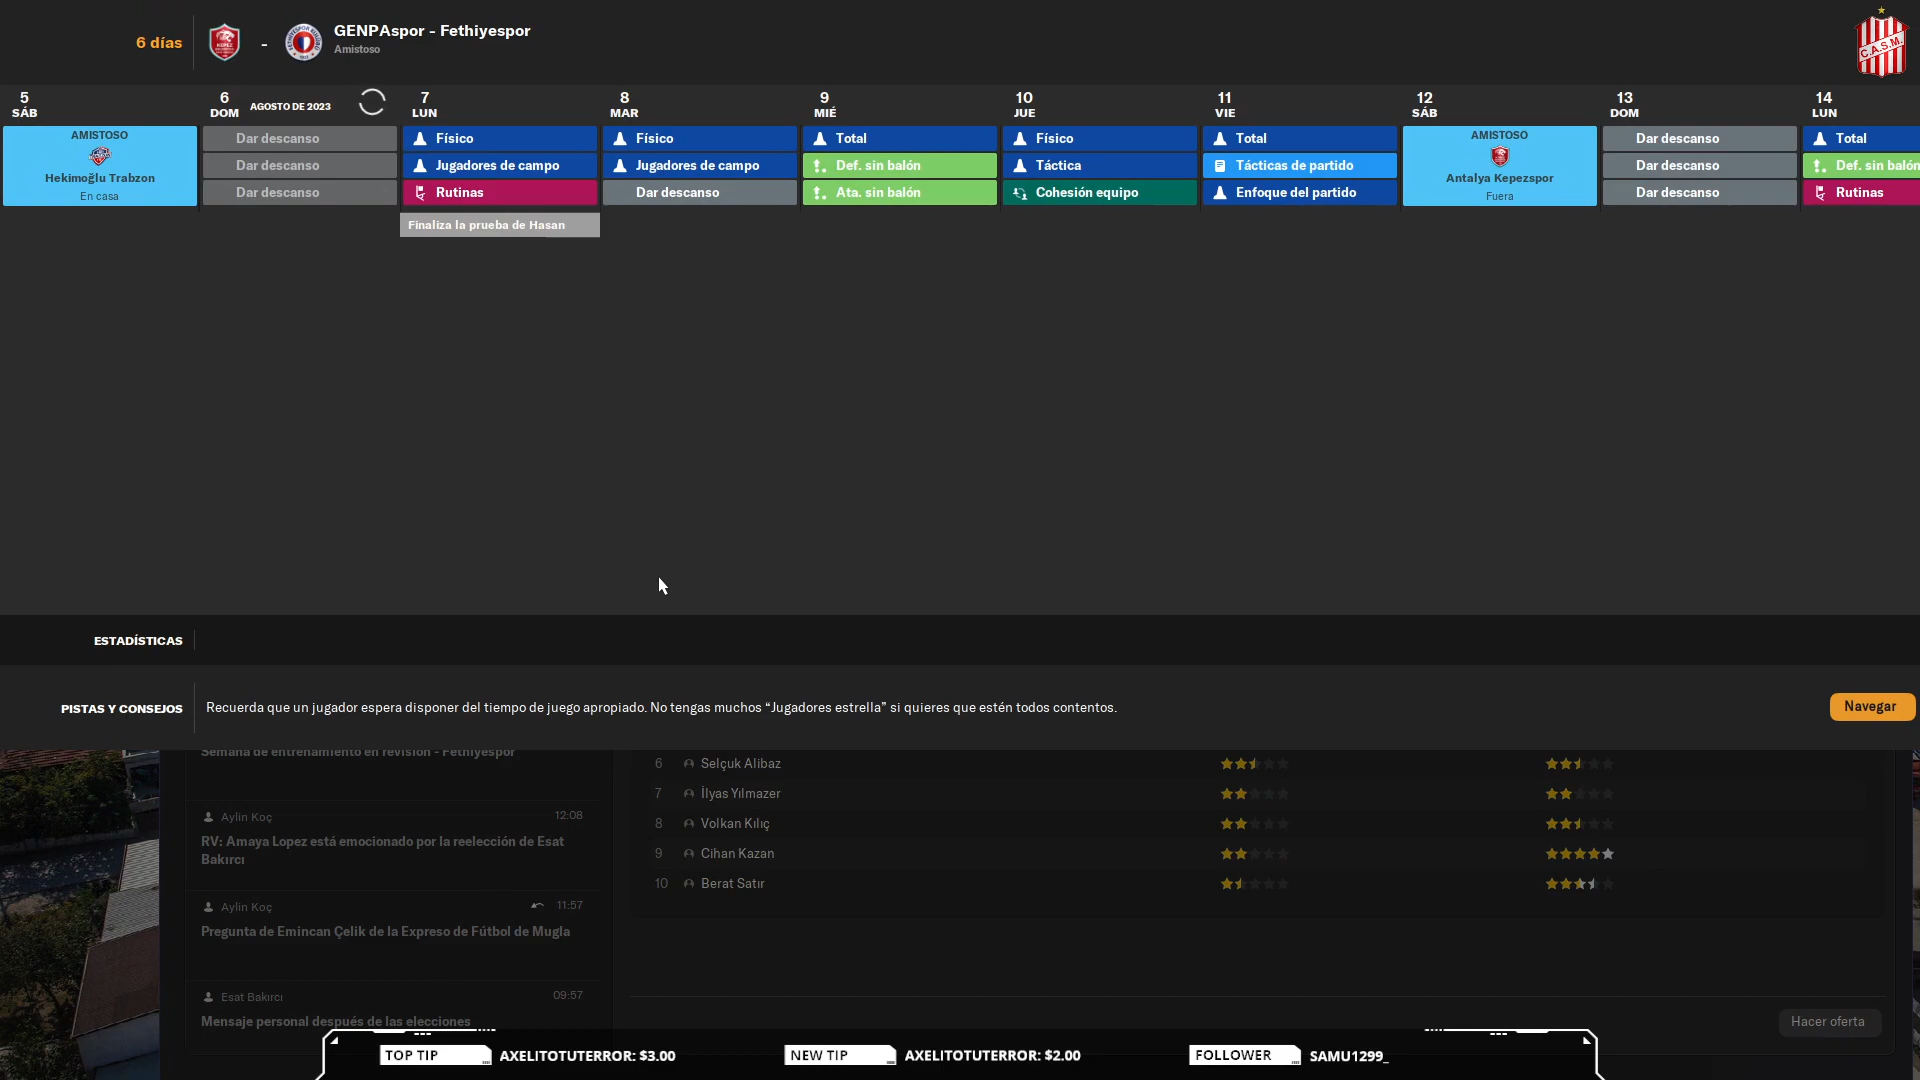 6 días
-
GENPAspor - Fethiyespor
Amistoso
C.A.S.M.
5
SÁB
6
DOM
AGOSTO DE 2023
7
LUN
8
MAR
9
MIÉ
10
JUE
11
VIE
12
SÁB
13
DOM
14
LUN
AMISTOSO
Hekimoğlu Trabzon
En casa
Dar descanso
Dar descanso
Dar descanso
Físico
Jugadores de campo
Rutinas
Finaliza la prueba de Hasan
Físico
Jugadores de campo
Dar descanso
Total
Def. sin balón
Ata. sin balón
Físico
Táctica
Cohesión equipo
Total
Tácticas de partido
Enfoque del partido
AMISTOSO
Antalya Kepezspor
Fuera
Dar descanso
Dar descanso
Dar descanso
Total
Def. sin balón
Rutinas
ESTADÍSTICAS
PISTAS Y CONSEJOS
Recuerda que un jugador espera disponer del tiempo de juego apropiado. No tengas muchos “Jugadores estrella” si quieres que estén todos contentos.
Navegar
Semana de entrenamiento en revisión - Fethiyespor
Aylin Koç
12:08
RV: Amaya Lopez está emocionado por la reelección de Esat
Bakırcı
Aylin Koç
11:57
Pregunta de Emincan Çelik de la Expreso de Fútbol de Mugla
Esat Bakırcı
09:57
Mensaje personal después de las elecciones
6 Selçuk Alibaz
7 İlyas Yılmazer
8 Volkan Kılıç
9 Cihan Kazan
10 Berat Satır
Hacer oferta
TOP TIP
AXELITOTUTERROR: $3.00
NEW TIP
AXELITOTUTERROR: $2.00
FOLLOWER
SAMU1299_